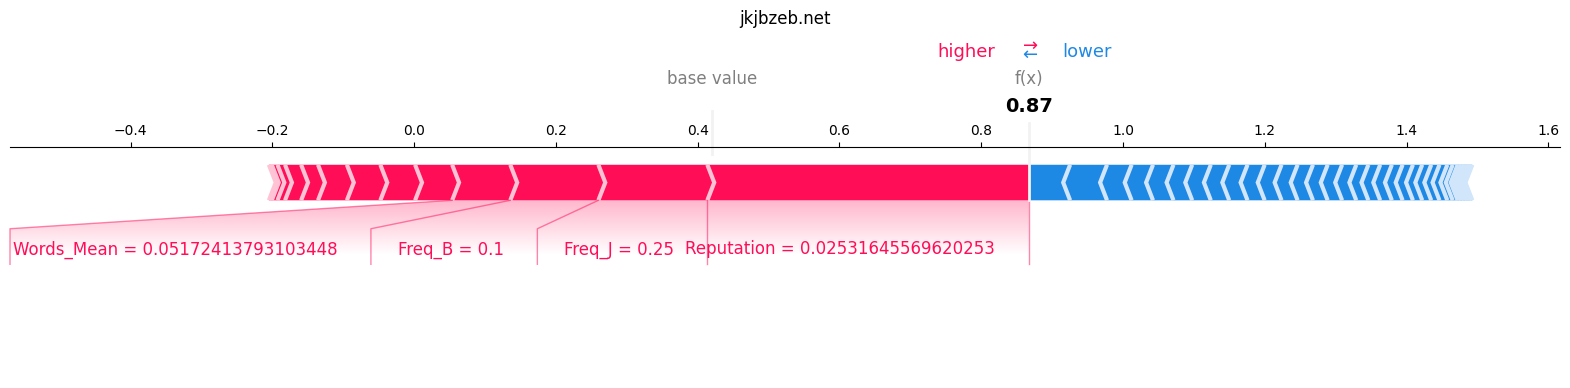 jkjbzeb.net
higher ⇄ lower
base value f(x)
0.87
−0.4 −0.2 0.0 0.2 0.4 0.6 0.8 1.0 1.2 1.4 1.6
Words_Mean = 0.05172413793103448 Freq_B = 0.1 Freq_J = 0.25 Reputation = 0.02531645569620253